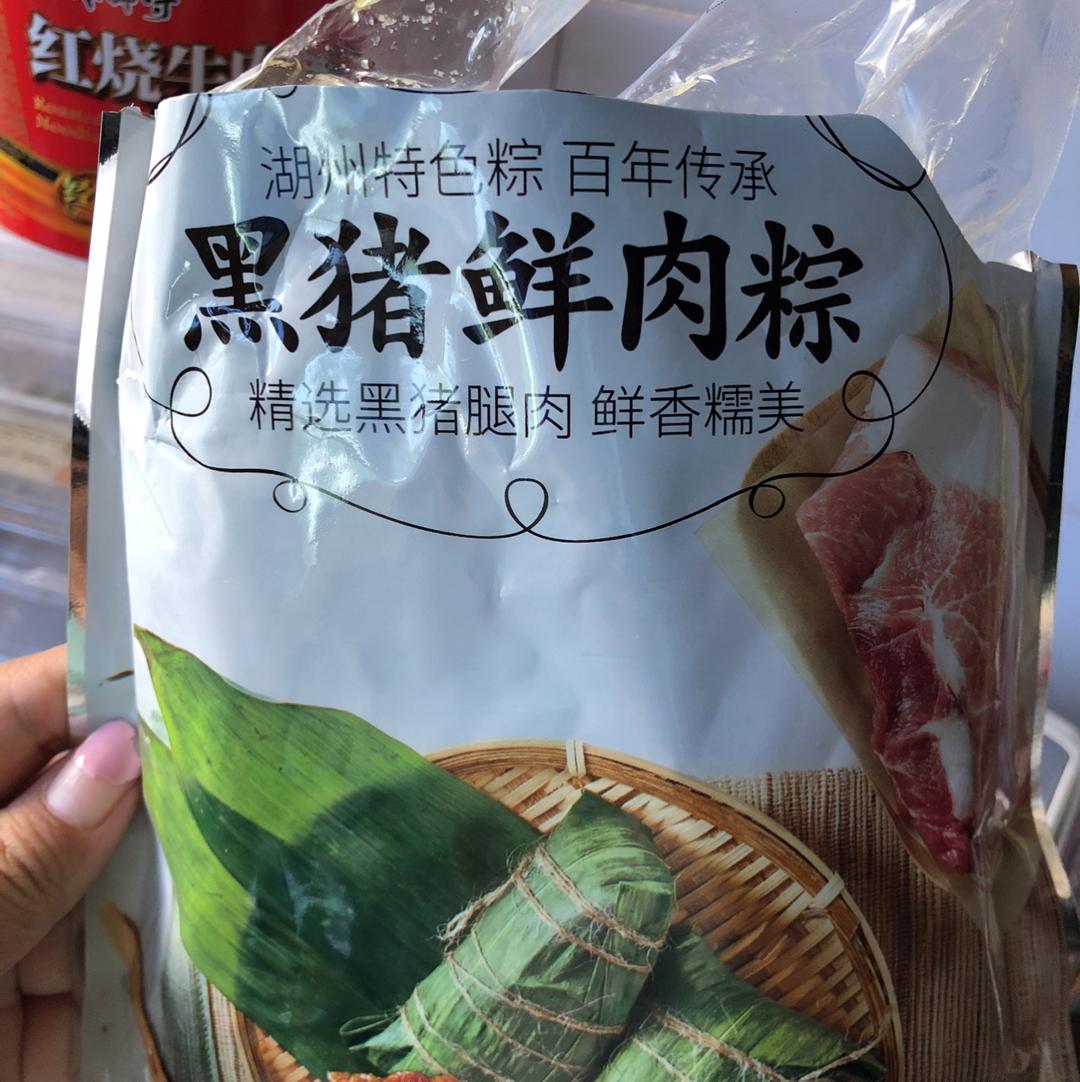 红烧牛肉
湖州特色粽 百年传承
黑猪鲜肉粽
精选黑猪腿肉 鲜香糯美